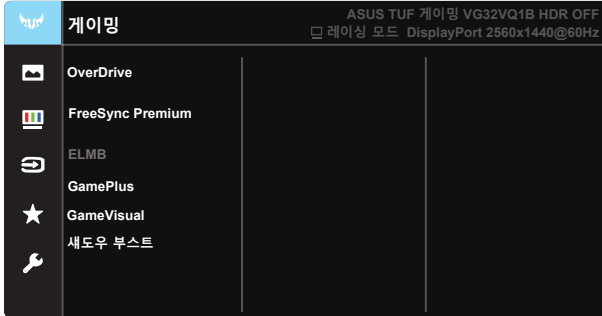 게이밍
ASUS TUF 게이밍 VG32VQ1B HDR OFF
레이싱 모드 DisplayPort 2560x1440@60Hz
OverDrive
FreeSync Premium
ELMB
GamePlus
GameVisual
섀도우 부스트